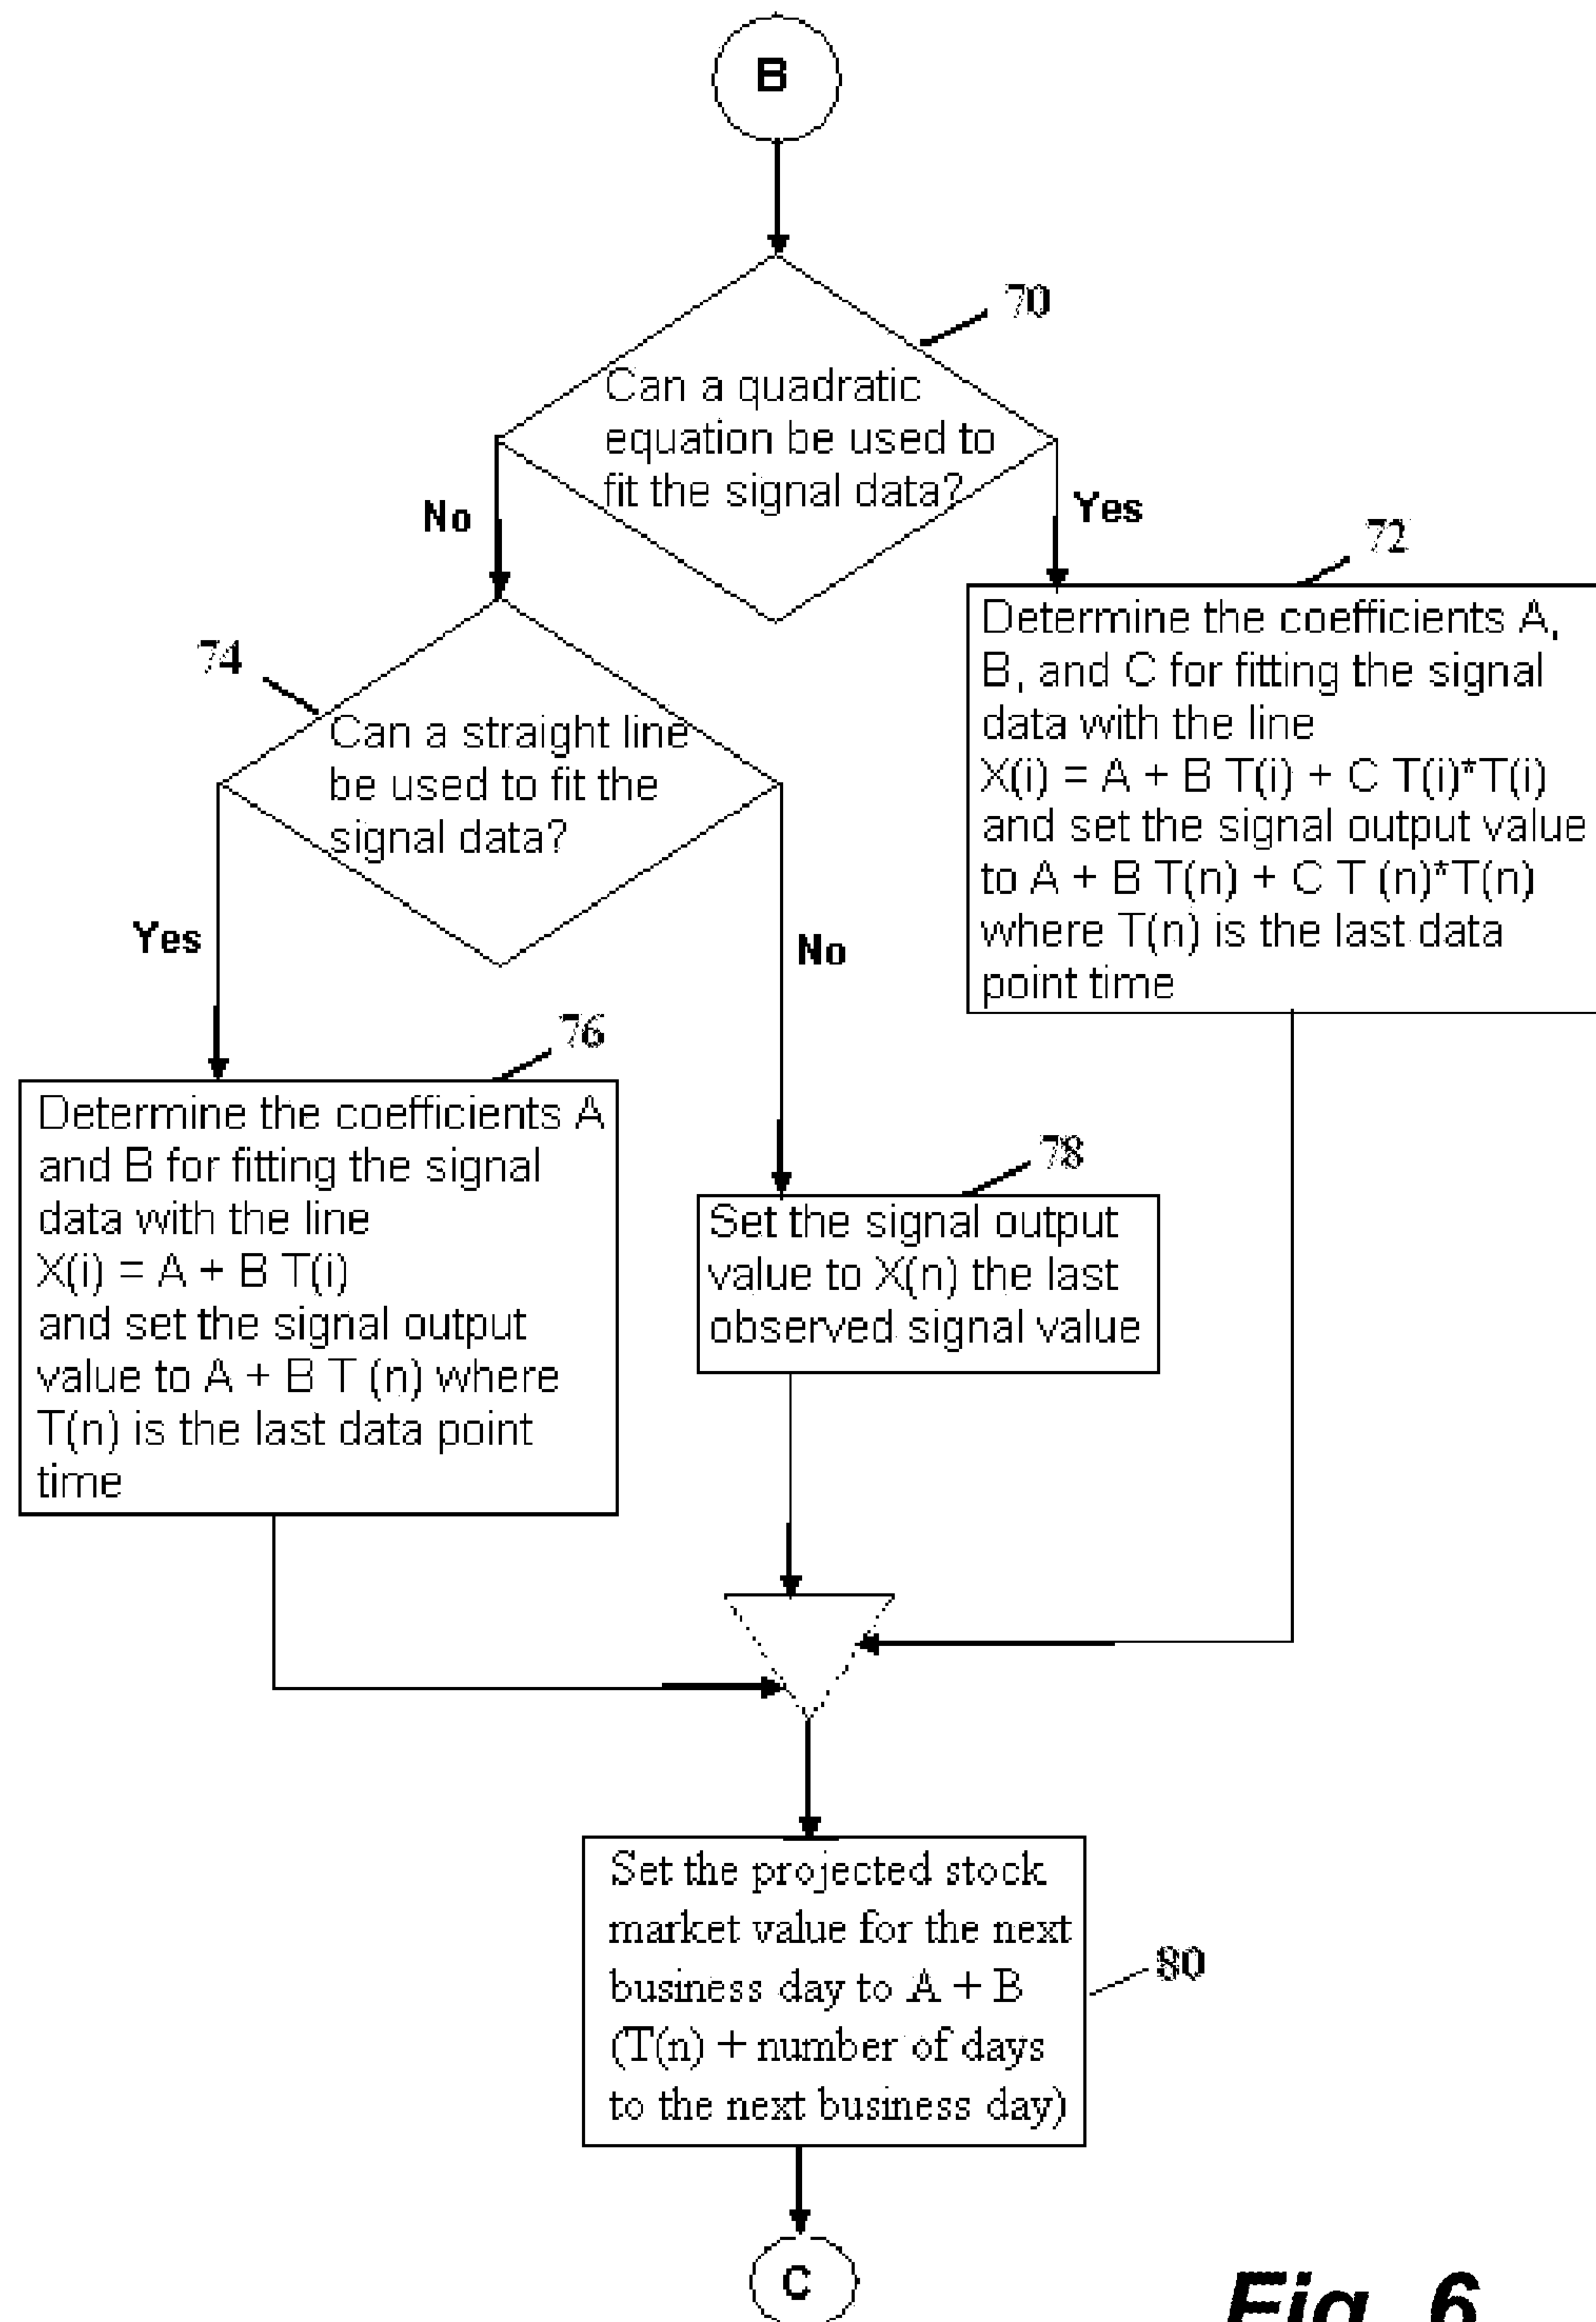 B
70
Can a quadratic
equation be used to
fit the signal data?
No
Yes
72
Determine the coefficients A,
B, and C for fitting the signal
data with the line
X(i) = A + B T(i) + C T(i)*T(i)
and set the signal output value
to A + B T(n) + C T (n)*T(n)
where T(n) is the last data
point time
74
Can a straight line
be used to fit the
signal data?
Yes
No
76
Determine the coefficients A
and B for fitting the signal
data with the line
X(i) = A + B T(i)
and set the signal output
value to A + B T (n) where
T(n) is the last data point
time
78
Set the signal output
value to X(n) the last
observed signal value
Set the projected stock
market value for the next
business day to A + B
(T(n) + number of days
to the next business day)
80
C
Fig. 6